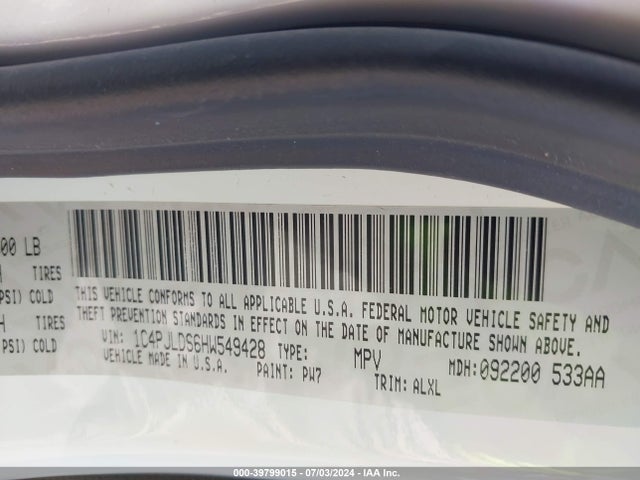 00 LB
TIRES
PSI) COLD
TIRES
PSI) COLD
THIS VEHICLE CONFORMS TO ALL APPLICABLE U.S.A. FEDERAL MOTOR VEHICLE SAFETY AND
THEFT PREVENTION STANDARDS IN EFFECT ON THE DATE OF MANUFACTURE SHOWN ABOVE.
VIN: 1C4PJLDS6HW549428 TYPE: MPV MDH:092200 533AA
VEHICLE MADE IN U.S.A. PAINT: PW7 TRIM: ALXL
000-39799015 / 07/03/2024 - IAA Inc.